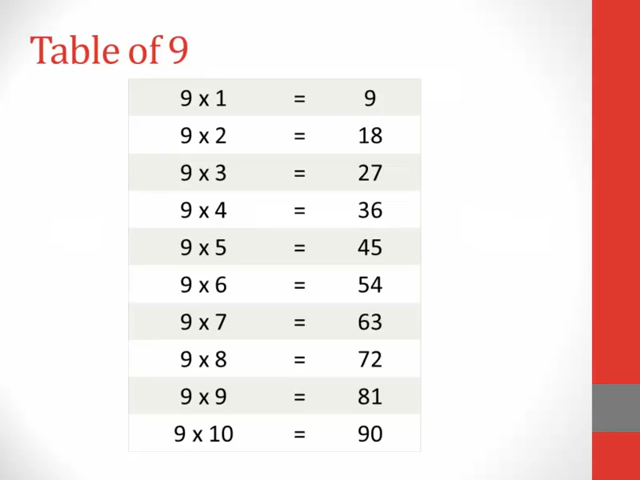 Table of 9
9 x 1 = 9
9 x 2 = 18
9 x 3 = 27
9 x 4 = 36
9 x 5 = 45
9 x 6 = 54
9 x 7 = 63
9 x 8 = 72
9 x 9 = 81
9 x 10 = 90